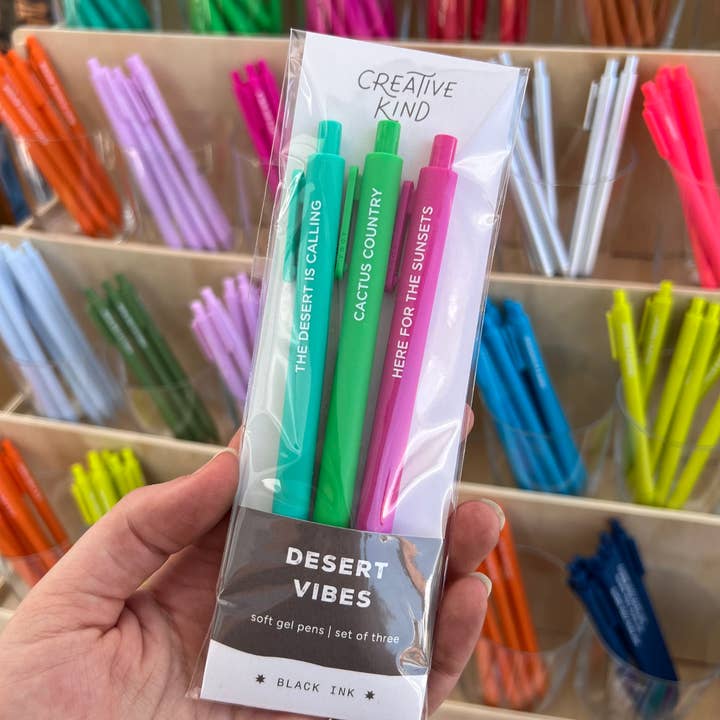 CREATIVE
KIND
THE DESERT IS CALLING
CACTUS COUNTRY
HERE FOR THE SUNSETS
DESERT
VIBES
soft gel pens | set of three
✷ BLACK INK ✷